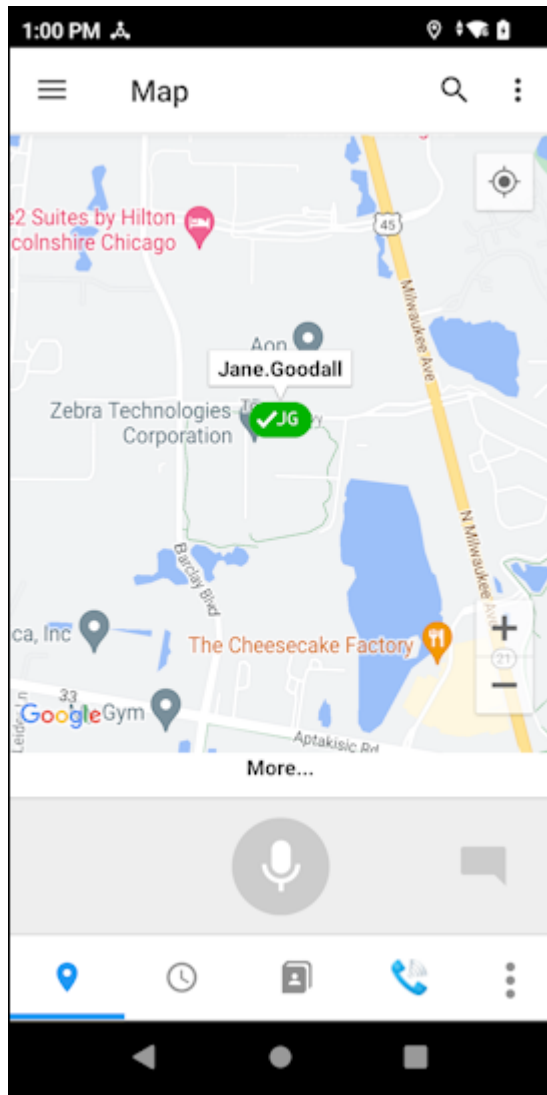 1:00 PM
Map
e2 Suites by Hilton
colnshire Chicago
45
Milwaukee Ave
Aon
Jane.Goodall
Zebra Technologies
Corporation
JG
Barclay Blvd
N Milwaukee Ave
ca, Inc
The Cheesecake Factory
21
33
Google
Gym
Aptakisic Rd
More...